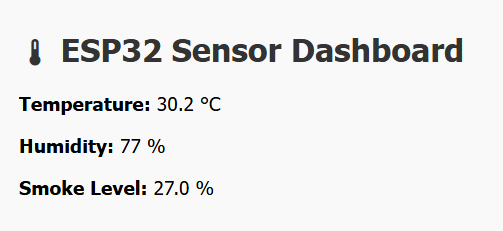 ESP32 Sensor Dashboard
Temperature: 30.2 °C
Humidity: 77 %
Smoke Level: 27.0 %